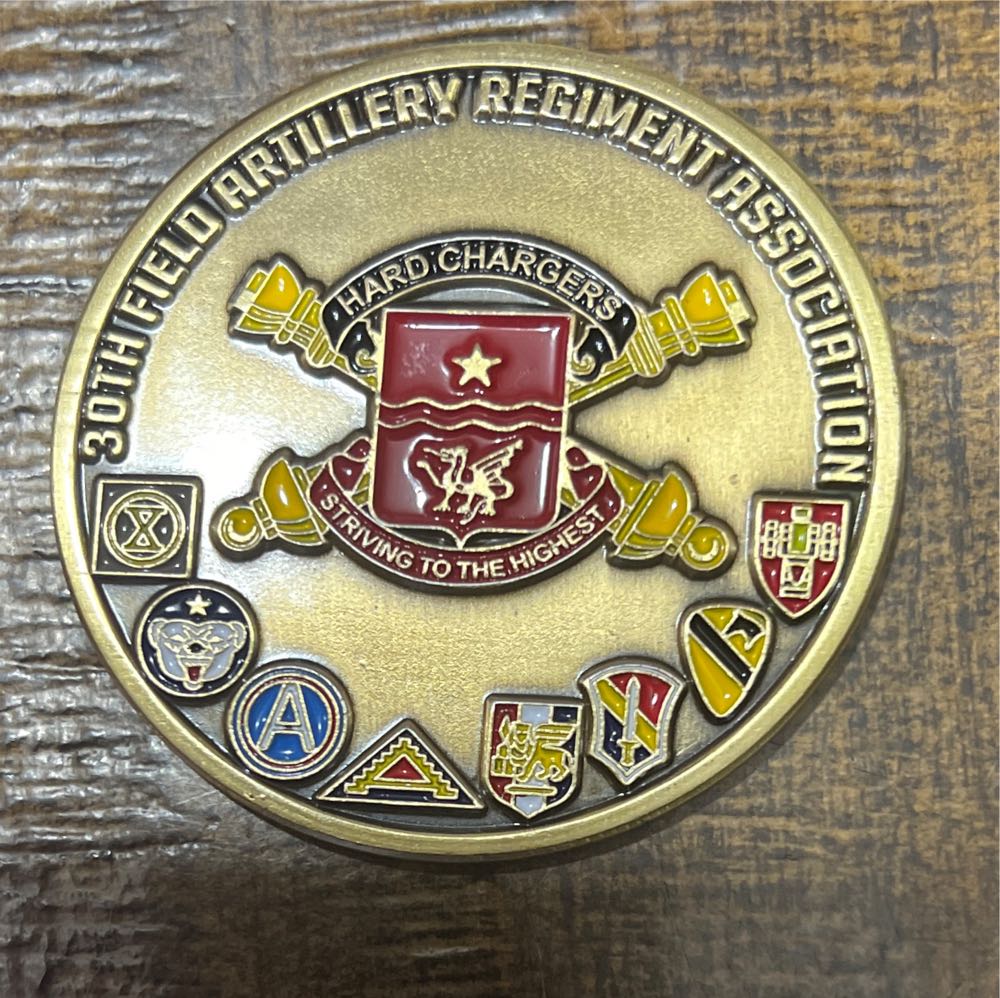 30TH FIELD ARTILLERY REGIMENT ASSOCIATION
HARD CHARGERS
STRIVING TO THE HIGHEST
A